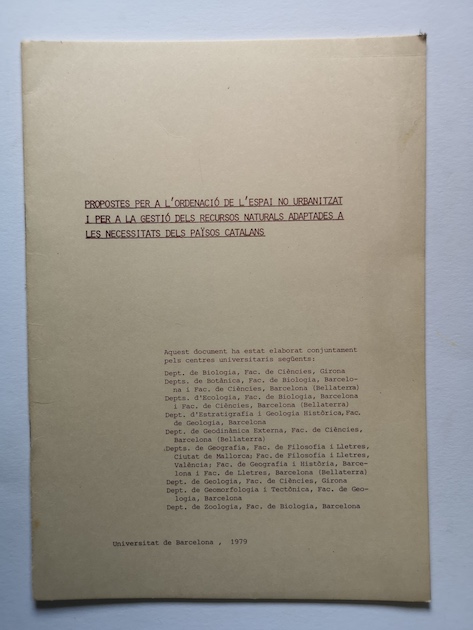 PROPOSTES PER A L'ORDENACIÓ DE L'ESPAI NO URBANITZAT
I PER A LA GESTIÓ DELS RECURSOS NATURALS ADAPTADES A
LES NECESSITATS DELS PAÏSOS CATALANS
Aquest document ha estat elaborat conjuntament
pels centres universitaris següents:
Dept. de Biologia, Fac. de Ciències, Girona
Depts. de Botànica, Fac. de Biologia, Barcelo-
na i Fac. de Ciències, Barcelona (Bellaterra)
Depts. d'Ecologia, Fac. de Biologia, Barcelona
i Fac. de Ciències, Barcelona (Bellaterra)
Dept. d'Estratigrafia i Geologia Històrica, Fac.
de Geologia, Barcelona
Dept. de Geodinàmica Externa, Fac. de Ciències,
Barcelona (Bellaterra)
Depts. de Geografia, Fac. de Filosofia i Lletres,
Ciutat de Mallorca; Fac. de Filosofia i Lletres,
València; Fac. de Geografia i Història, Barce-
lona i Fac. de Lletres, Barcelona (Bellaterra)
Dept. de Geologia, Fac. de Ciències, Girona
Dept. de Geomorfologia i Tectònica, Fac. de Geo-
logia, Barcelona
Dept. de Zoologia, Fac. de Biologia, Barcelona
Universitat de Barcelona , 1979